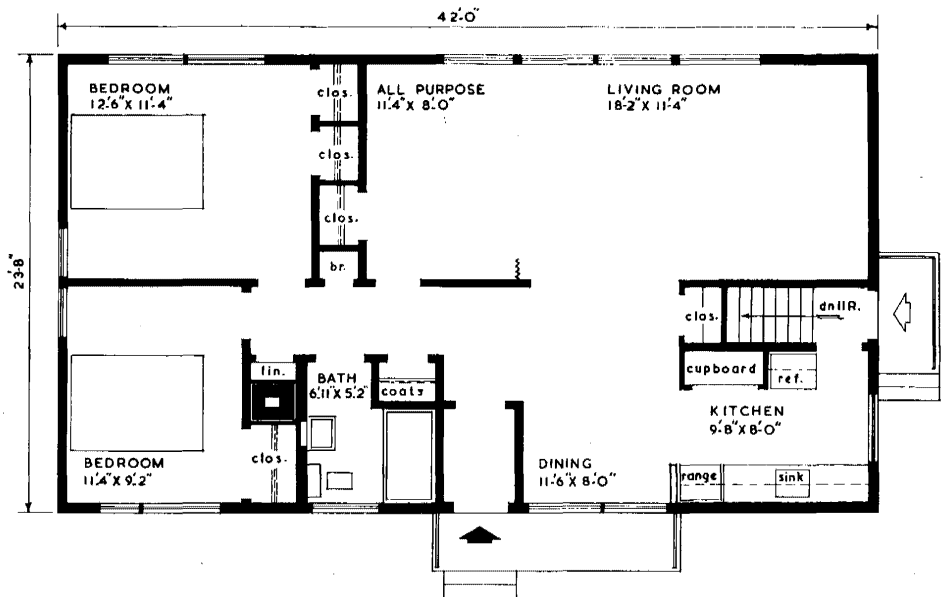 42'-0"
BEDROOM
12'-6" X 11'-4"
clos.
ALL PURPOSE
11'-4" X 8'-0"
LIVING ROOM
18'-2" X 11'-4"
clos.
clos.
br.
23'-8"
clos.
dn 11 R.
lin.
BATH
6'-11" X 5'-2"
coats
cupboard
ref.
KITCHEN
9'-8" X 8'-0"
BEDROOM
11'-4" X 9'-2"
clos.
DINING
11'-6" X 8'-0"
range
sink